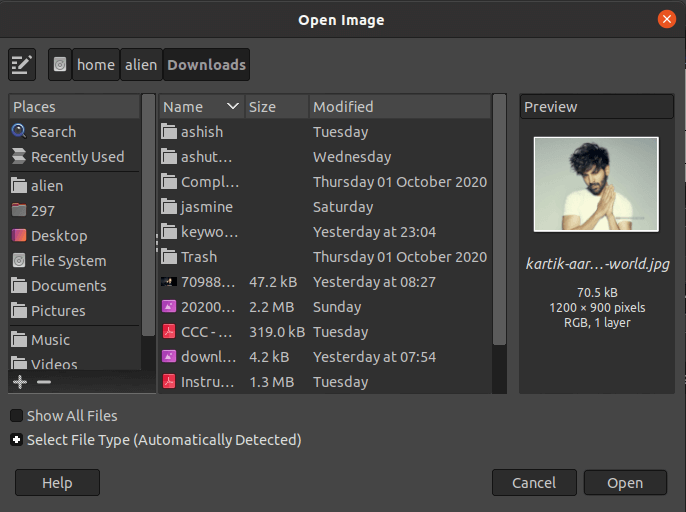 Open Image
home alien Downloads
Places
Search
Recently Used
alien
297
Desktop
File System
Documents
Pictures
Music
Videos
Name Size Modified
ashish Tuesday
ashut... Wednesday
Compl... Thursday 01 October 2020
jasmine Saturday
keywo... Yesterday at 23:04
Trash Thursday 01 October 2020
70988... 47.2 kB Yesterday at 08:27
20200... 2.2 MB Sunday
CCC -... 319.0 kB Tuesday
downl... 4.2 kB Yesterday at 07:54
Instru... 1.3 MB Tuesday
Preview
kartik-aar...-world.jpg
70.5 kB
1200 × 900 pixels
RGB, 1 layer
Show All Files
Select File Type (Automatically Detected)
Help Cancel Open